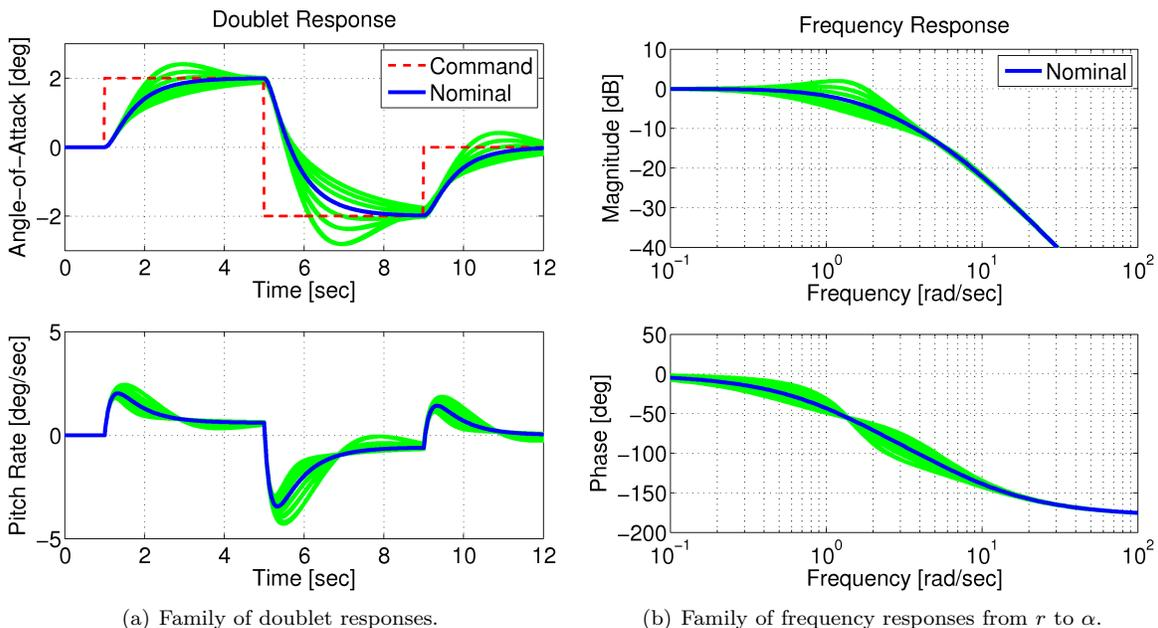 Doublet Response
Angle-of-Attack [deg]
2
0
-2
Command
Nominal
0 2 4 6 8 10 12
Time [sec]
Pitch Rate [deg/sec]
5
0
-5
0 2 4 6 8 10 12
Time [sec]
(a) Family of doublet responses.
Frequency Response
Magnitude [dB]
10
0
-10
-20
-30
-40
Nominal
10^-1 10^0 10^1 10^2
Frequency [rad/sec]
Phase [deg]
50
0
-50
-100
-150
-200
10^-1 10^0 10^1 10^2
Frequency [rad/sec]
(b) Family of frequency responses from r to α.